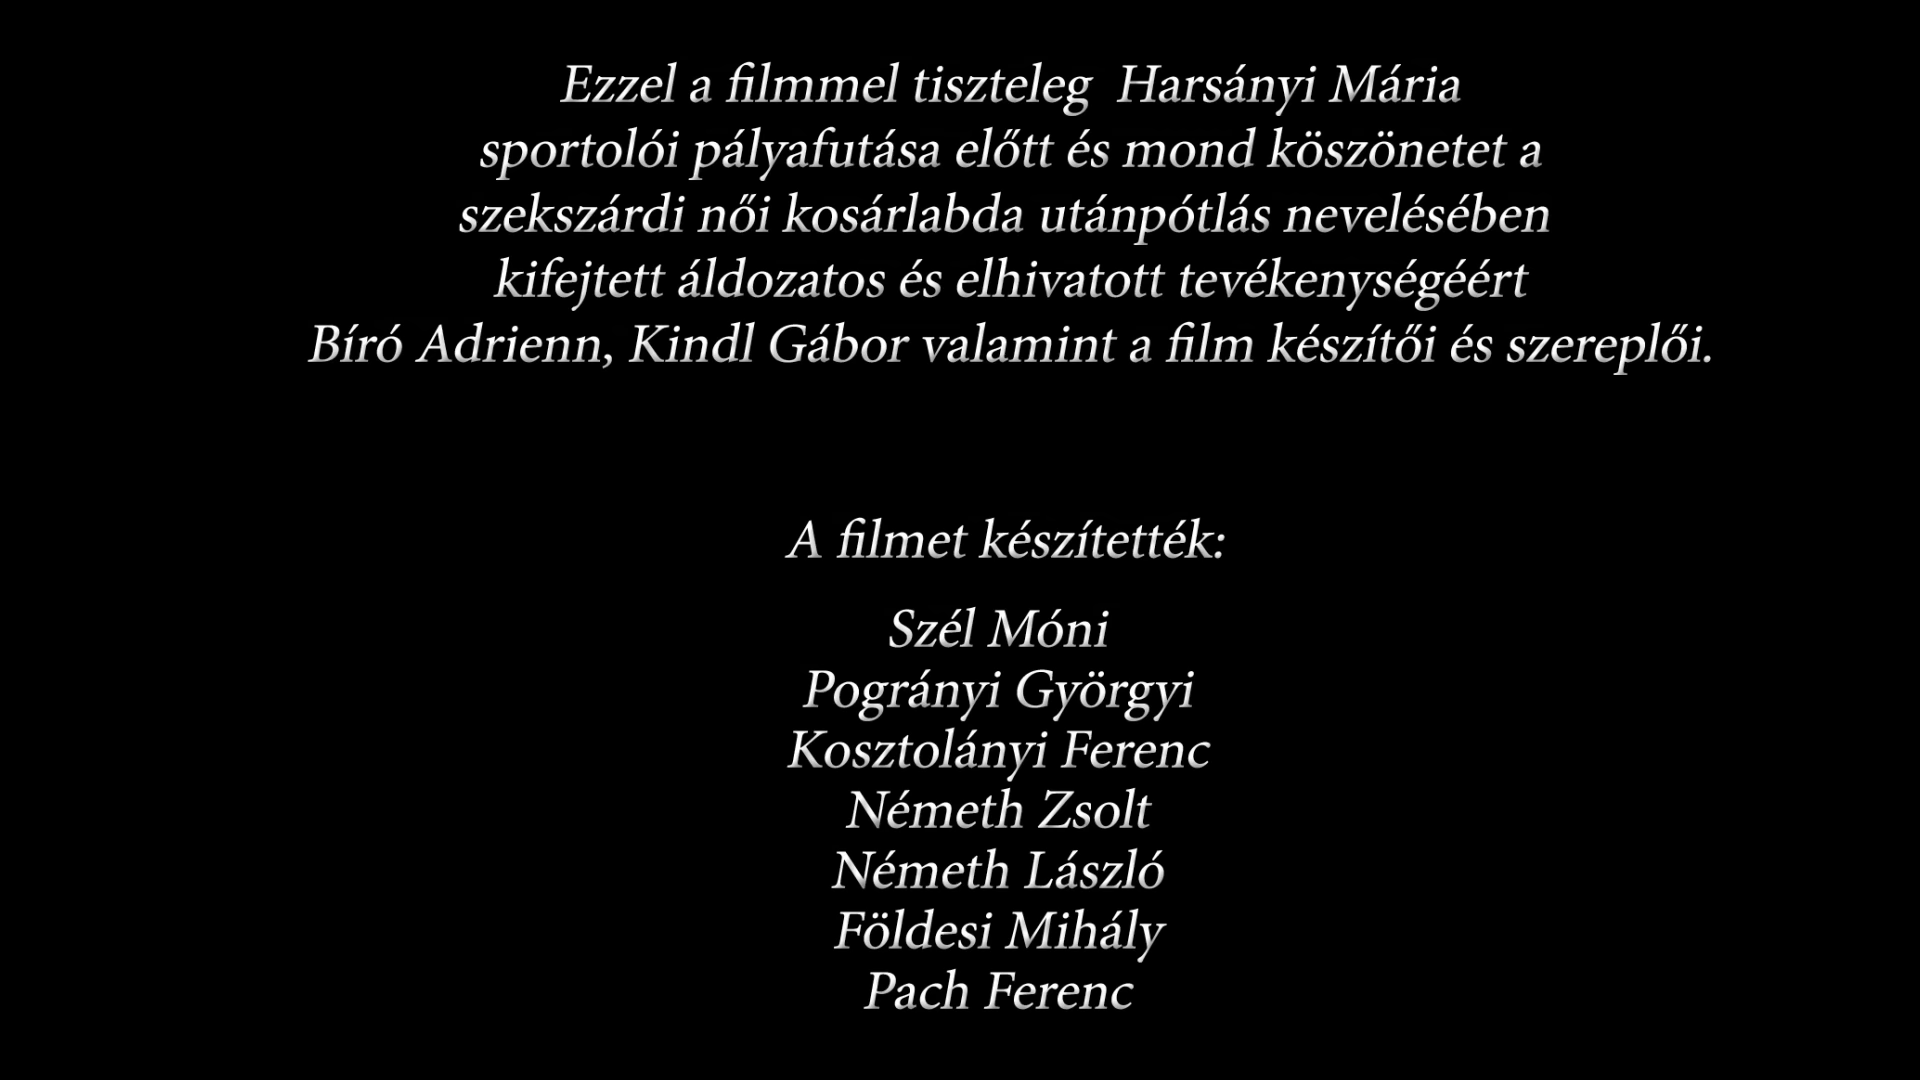 Ezzel a filmmel tiszteleg Harsányi Mária
sportolói pályafutása előtt és mond köszönetet a
szekszárdi női kosárlabda utánpótlás nevelésében
kifejtett áldozatos és elhivatott tevékenységéért
Bíró Adrienn, Kindl Gábor valamint a film készítői és szereplői.
A filmet készítették:
Szél Móni
Pogrányi Györgyi
Kosztolányi Ferenc
Németh Zsolt
Németh László
Földesi Mihály
Pach Ferenc